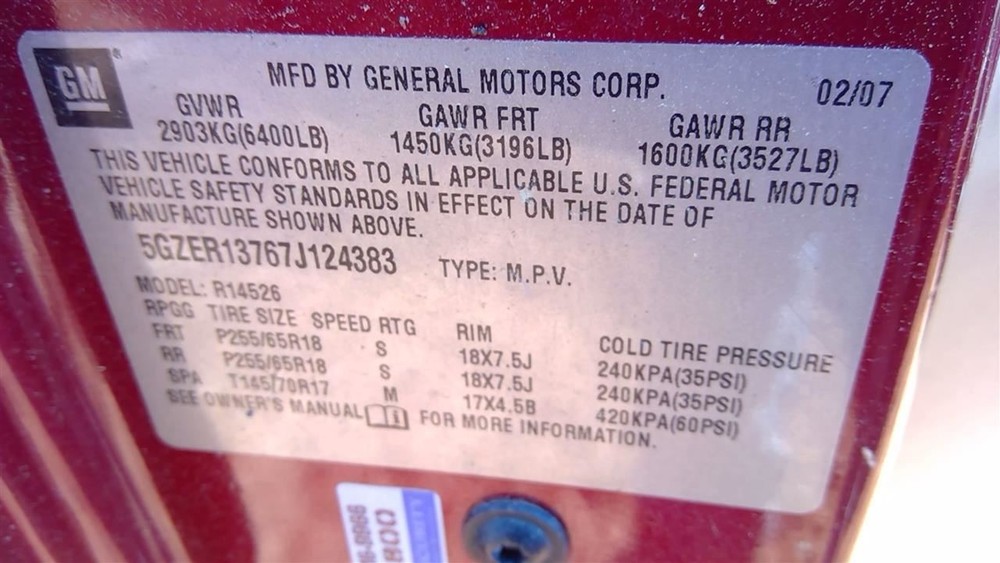 GM
MFD BY GENERAL MOTORS CORP. 02/07
GVWR GAWR FRT GAWR RR
2903KG(6400LB) 1450KG(3196LB) 1600KG(3527LB)
THIS VEHICLE CONFORMS TO ALL APPLICABLE U.S. FEDERAL MOTOR
VEHICLE SAFETY STANDARDS IN EFFECT ON THE DATE OF
MANUFACTURE SHOWN ABOVE.
5GZER13767J124383 TYPE: M.P.V.
MODEL: R14526
RPGG TIRE SIZE SPEED RTG RIM COLD TIRE PRESSURE
FRT P255/65R18 S 18X7.5J 240KPA(35PSI)
RR P255/65R18 S 18X7.5J 240KPA(35PSI)
SPA T145/70R17 M 17X4.5B 420KPA(60PSI)
SEE OWNER'S MANUAL FOR MORE INFORMATION.